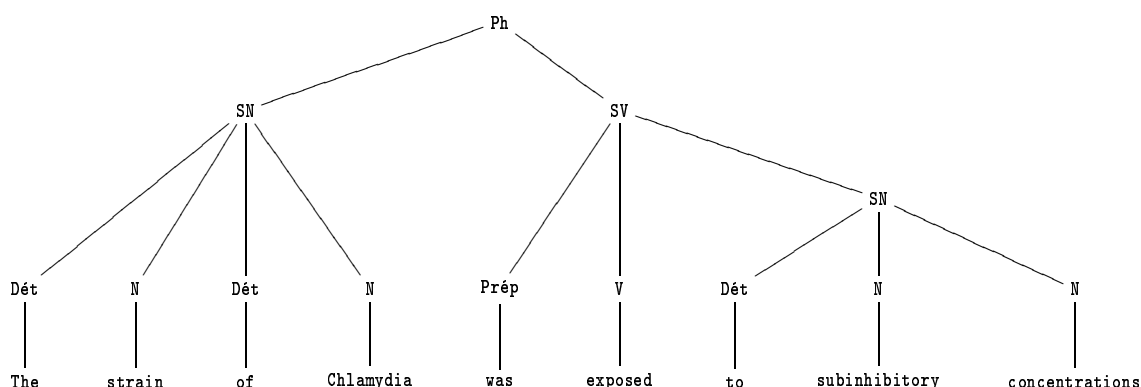 Ph
SN SV
SN
Dét N Dét N Prép V Dét N N
The strain of Chlamydia was exposed to subinhibitory concentrations